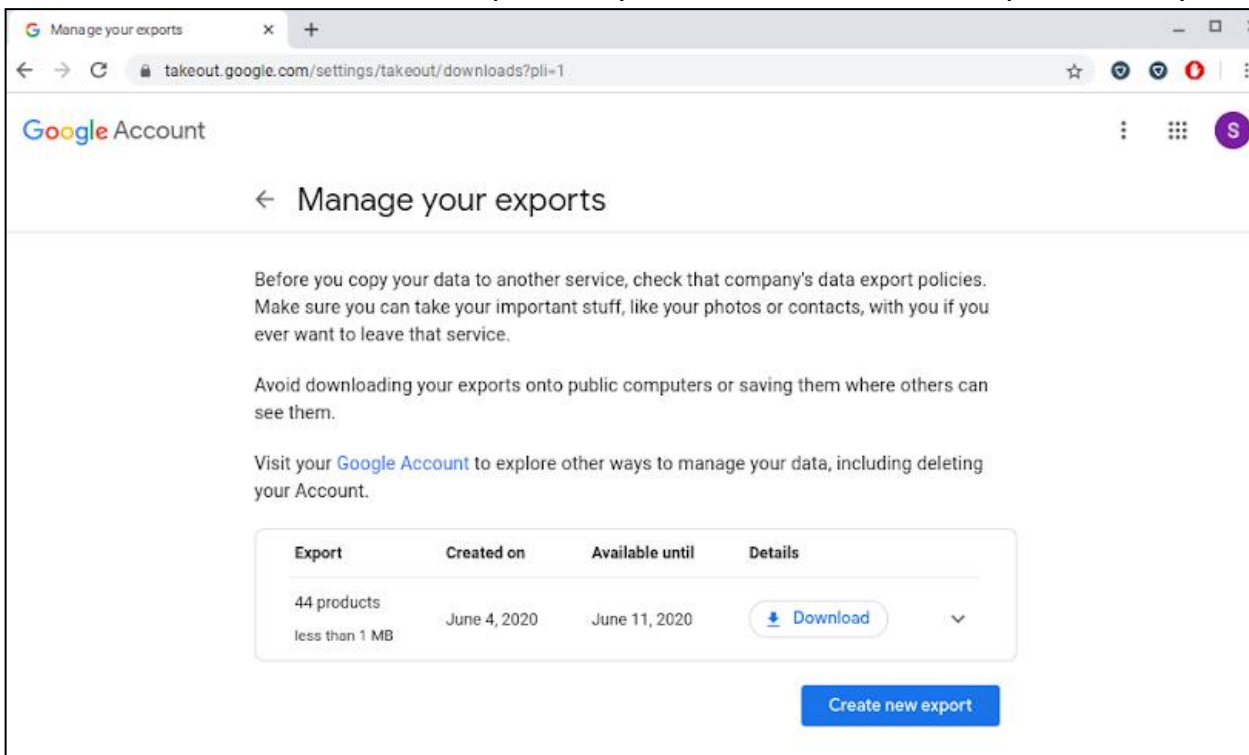 Manage your exports
takeout.google.com/settings/takeout/downloads?pli=1
Google Account
S
Manage your exports
Before you copy your data to another service, check that company's data export policies.
Make sure you can take your important stuff, like your photos or contacts, with you if you
ever want to leave that service.
Avoid downloading your exports onto public computers or saving them where others can
see them.
Visit your Google Account to explore other ways to manage your data, including deleting
your Account.
Export Created on Available until Details
44 products
less than 1 MB
June 4, 2020 June 11, 2020 Download
Create new export